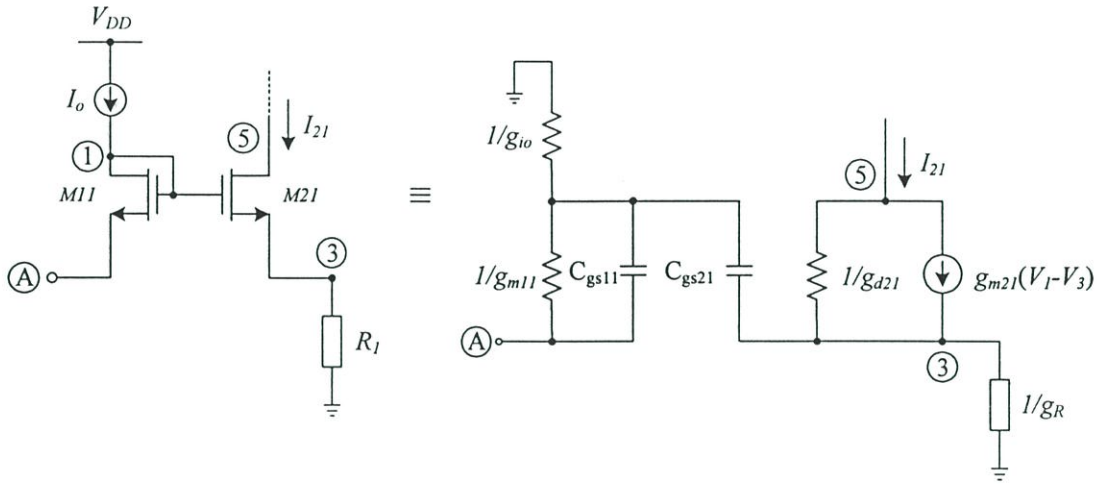 V_DD
I_o
①
⑤
I_21
M11
M21
③
Ⓐ
R_1
≡
1/g_io
⑤
I_21
1/g_m11
C_gs11
C_gs21
1/g_d21
g_m21(V_1-V_3)
Ⓐ
③
1/g_R